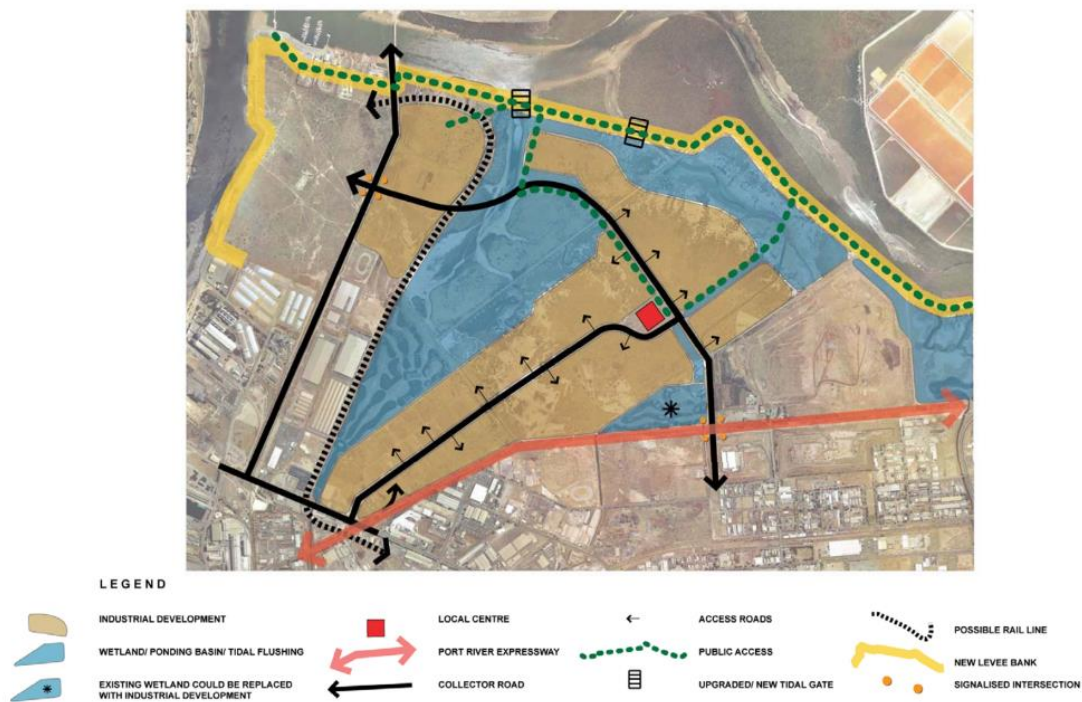 LEGEND
INDUSTRIAL DEVELOPMENT
LOCAL CENTRE
ACCESS ROADS
POSSIBLE RAIL LINE
WETLAND/ PONDING BASIN/ TIDAL FLUSHING
PORT RIVER EXPRESSWAY
PUBLIC ACCESS
NEW LEVEE BANK
EXISTING WETLAND COULD BE REPLACED
WITH INDUSTRIAL DEVELOPMENT
COLLECTOR ROAD
UPGRADED/ NEW TIDAL GATE
SIGNALISED INTERSECTION